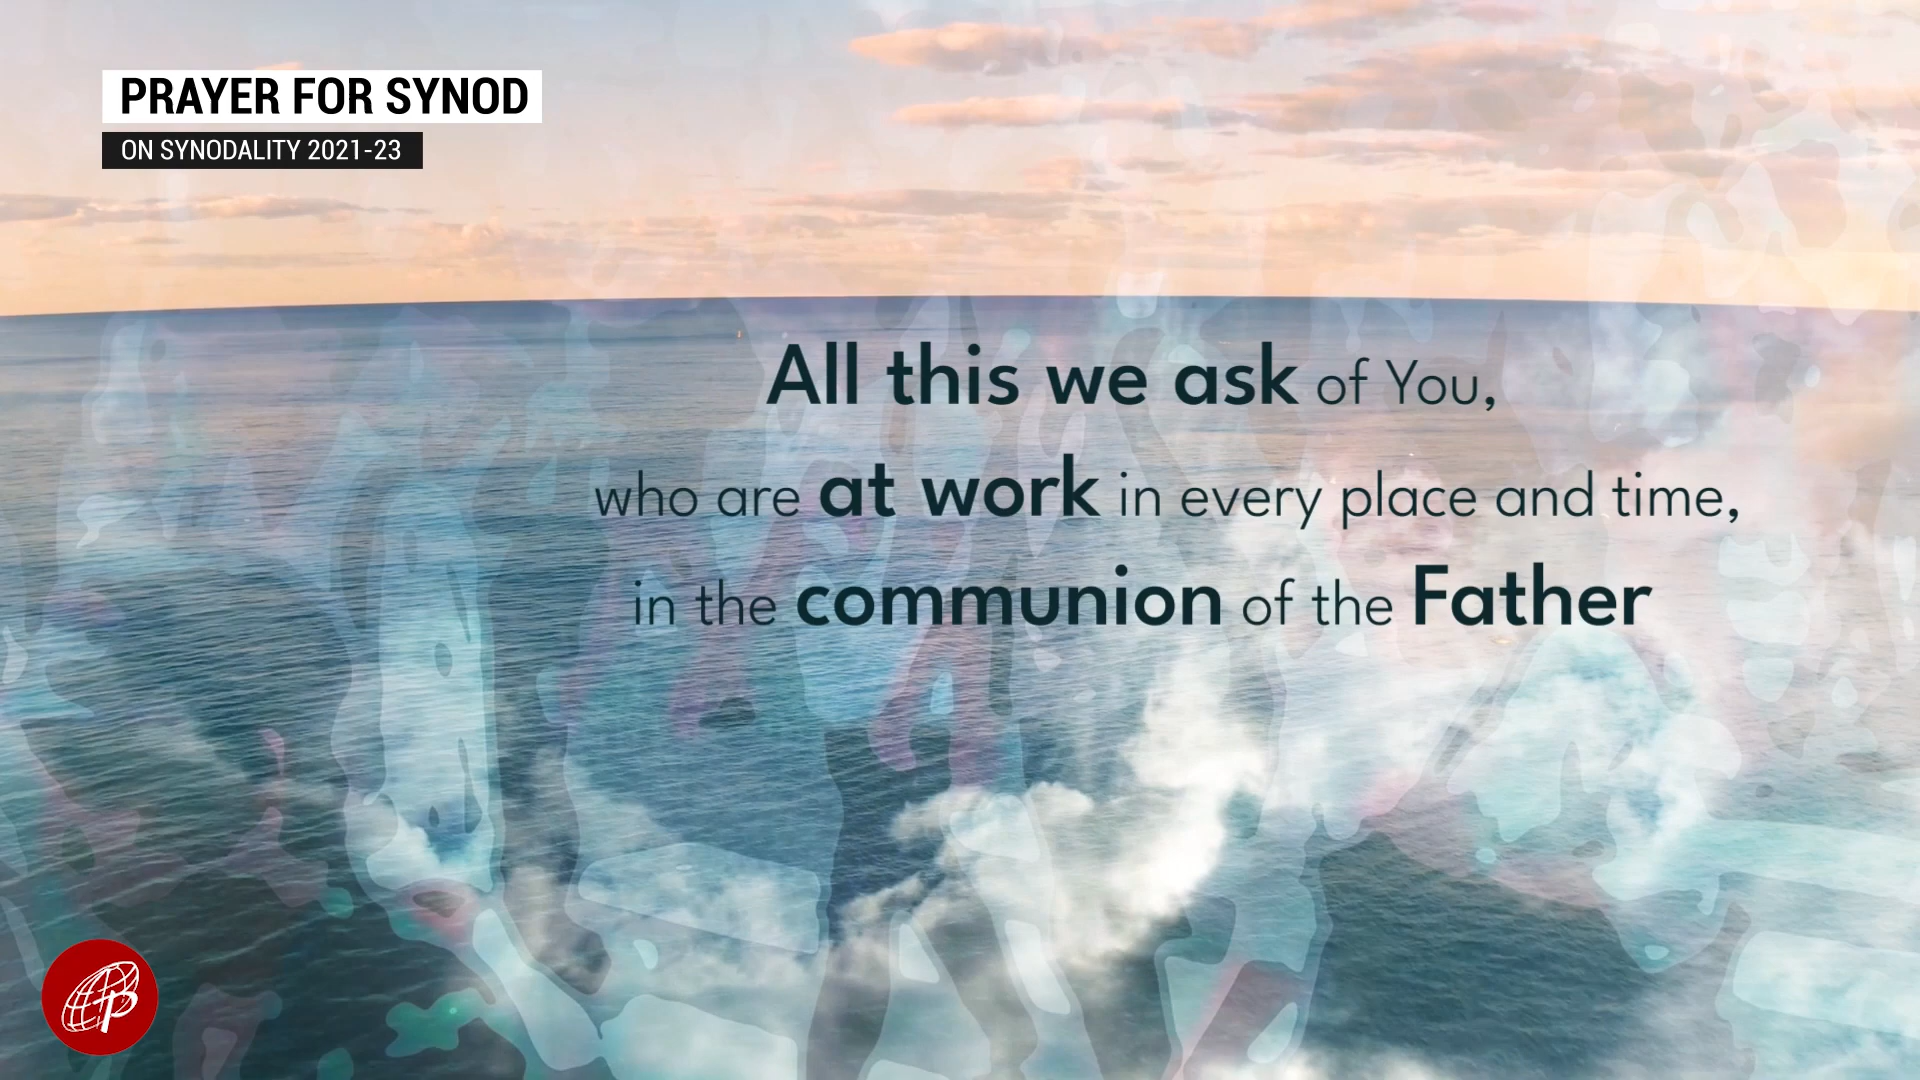 PRAYER FOR SYNOD
ON SYNODALITY 2021-23
All this we ask of You,
who are at work in every place and time,
in the communion of the Father